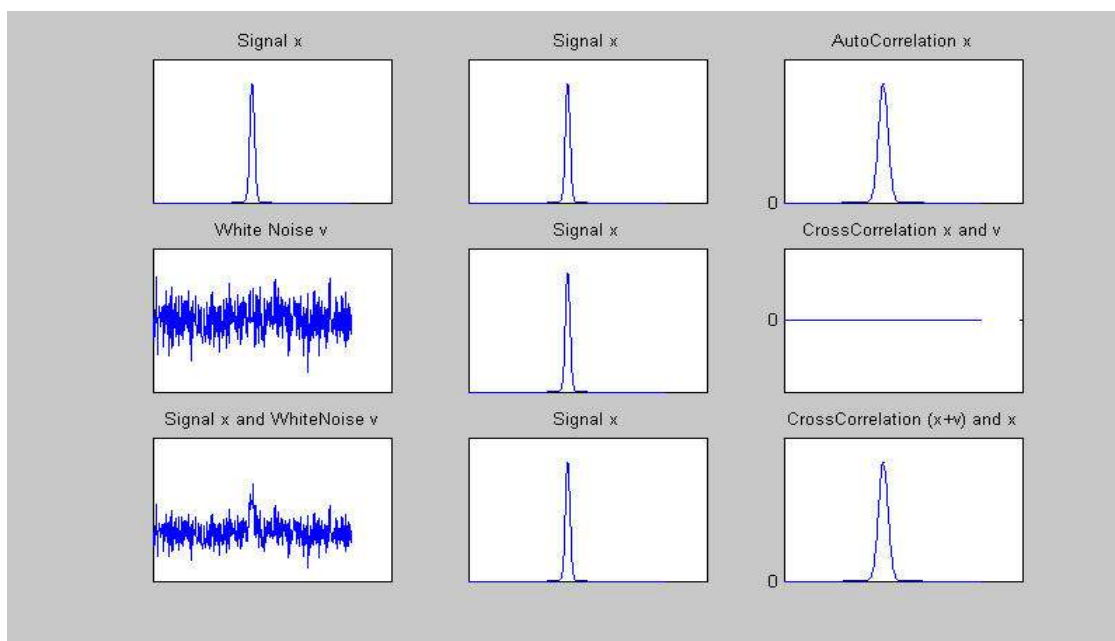 Signal x
Signal x
AutoCorrelation x
0
White Noise v
Signal x
CrossCorrelation x and v
0
Signal x and WhiteNoise v
Signal x
CrossCorrelation (x+v) and x
0